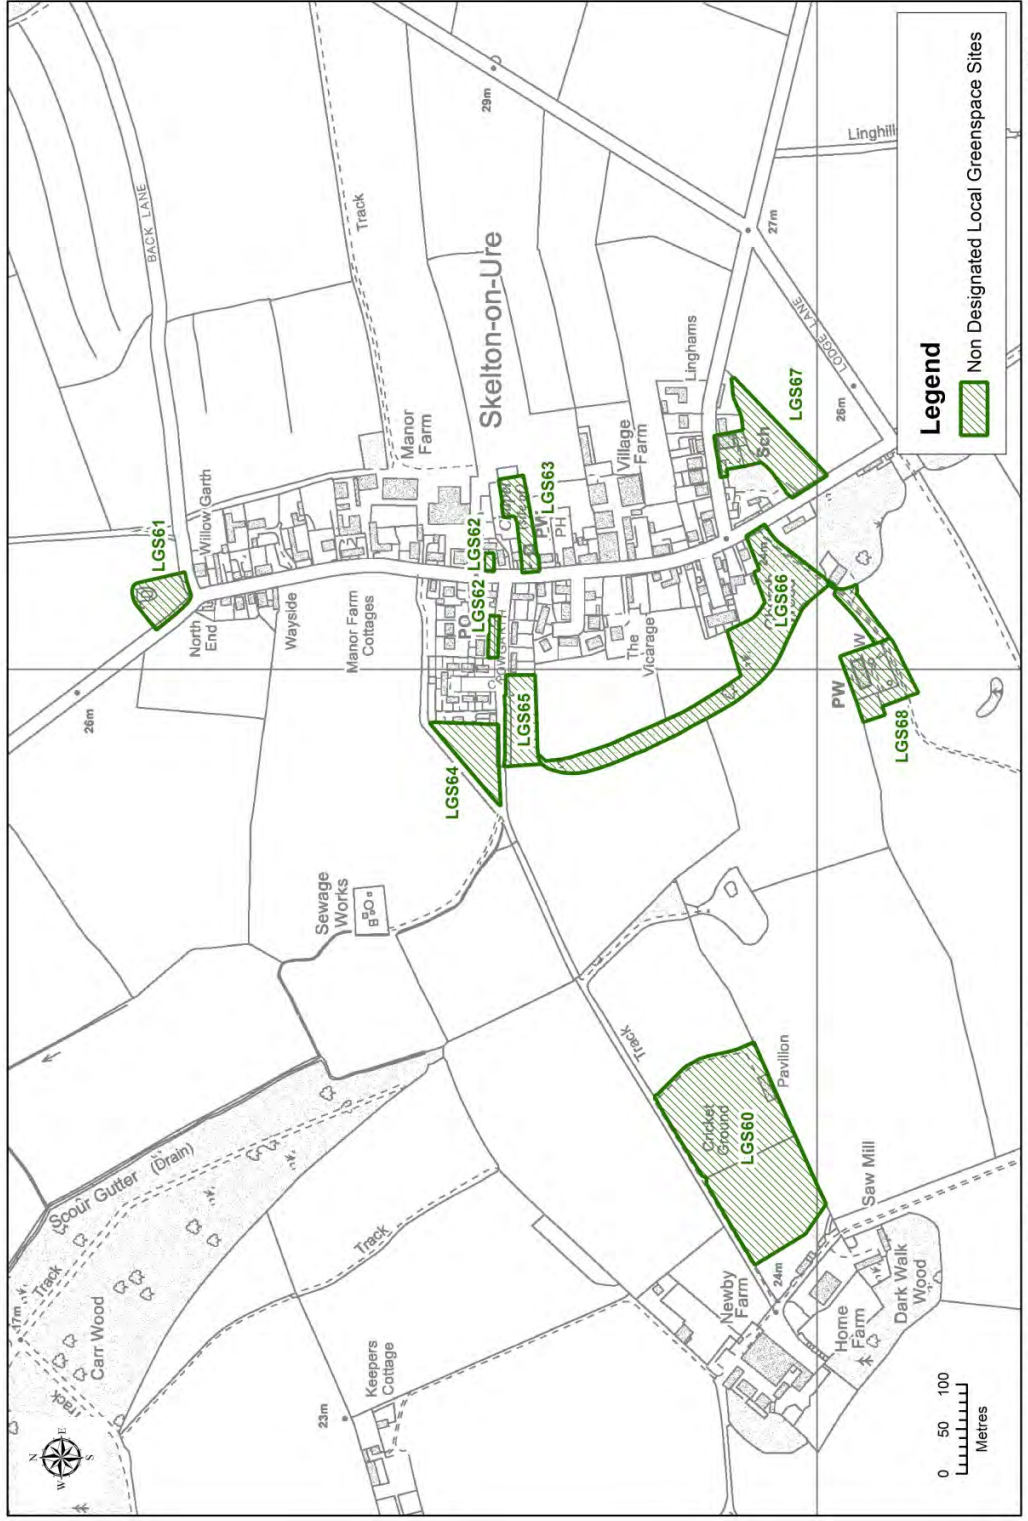 N
E
S
W
17m
Track
Track
Carr Wood
Scour Gutter (Drain)
Track
Keepers
Cottage
23m
Sewage
Works
26m
North
End
Wayside
Manor Farm
Cottages
LGS61
Willow Garth
BACK LANE
Track
Manor
Farm
Skelton-on-Ure
29m
LGS62
LGS62
PO
LGS63
PW
PH
LGS64
LGS65
The
Vicarage
Village
Farm
Linghams
Sch
LGS67
LGS66
27m
26m
LODGE LANE
PW
W
LGS68
Track
Cricket
Ground
LGS60
Pavilion
Saw Mill
24m
Newby
Farm
Home
Farm
Dark Walk
Wood
0 50 100
Metres
Legend
Non Designated Local Greenspace Sites